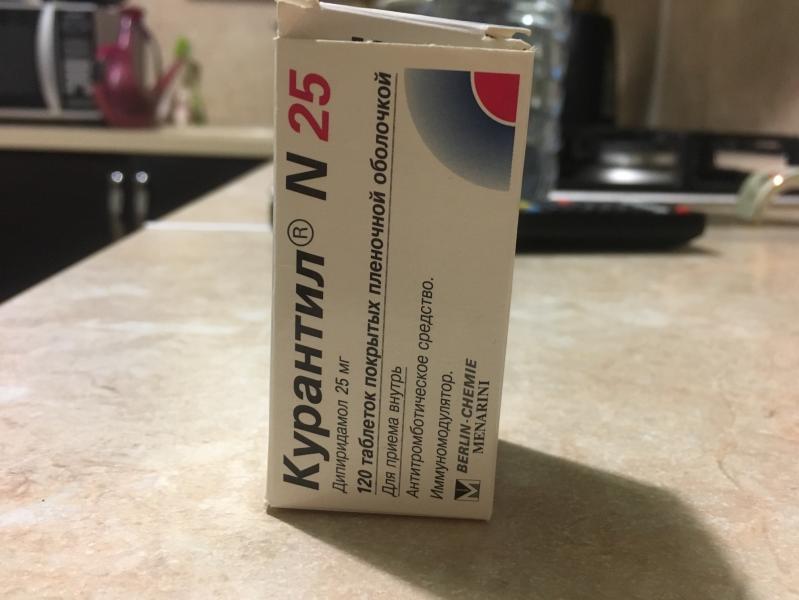 Курантил® N 25
Дипиридамол 25 мг
120 таблеток покрытых пленочной оболочкой
Для приема внутрь
Антитромботическое средство.
Иммуномодулятор.
BERLIN-CHEMIE
MENARINI